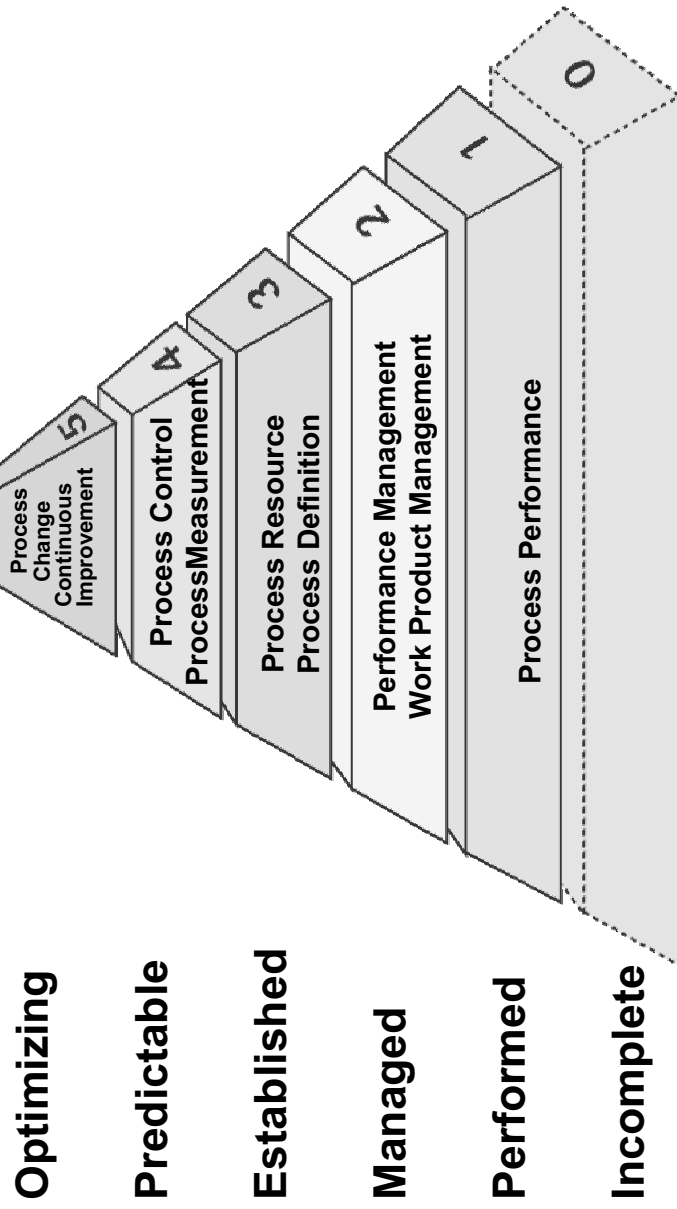 Optimizing
Process
Change
Continuous
Improvement
5
Predictable
Process Control
ProcessMeasurement
4
Established
Process Resource
Process Definition
3
Managed
Performance Management
Work Product Management
2
Performed
Process Performance
1
Incomplete
0